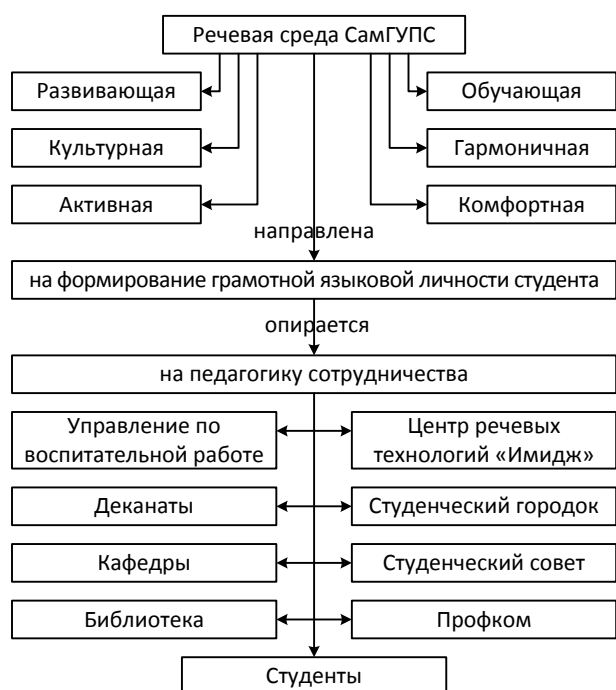 Речевая среда СамГУПС
Развивающая
Обучающая
Культурная
Гармоничная
Активная
Комфортная
направлена
на формирование грамотной языковой личности студента
опирается
на педагогику сотрудничества
Управление по
воспитательной работе
Центр речевых
технологий «Имидж»
Деканаты
Студенческий городок
Кафедры
Студенческий совет
Библиотека
Профком
Студенты